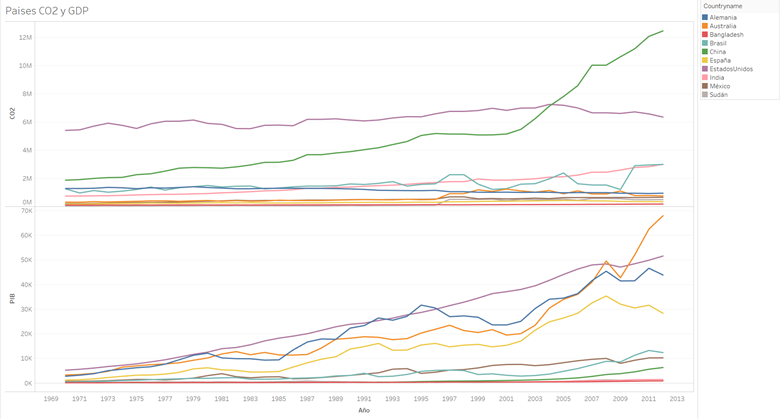 Países CO2 y GDP
Countryname
Alemania
Australia
Bangladesh
Brasil
China
España
EstadosUnidos
India
México
Sudán
12M
10M
8M
6M
4M
2M
0M
CO2
70K
60K
50K
40K
30K
20K
10K
0K
PIB
1969 1971 1973 1975 1977 1979 1981 1983 1985 1987 1989 1991 1993 1995 1997 1999 2001 2003 2005 2007 2009 2011 2013
Año